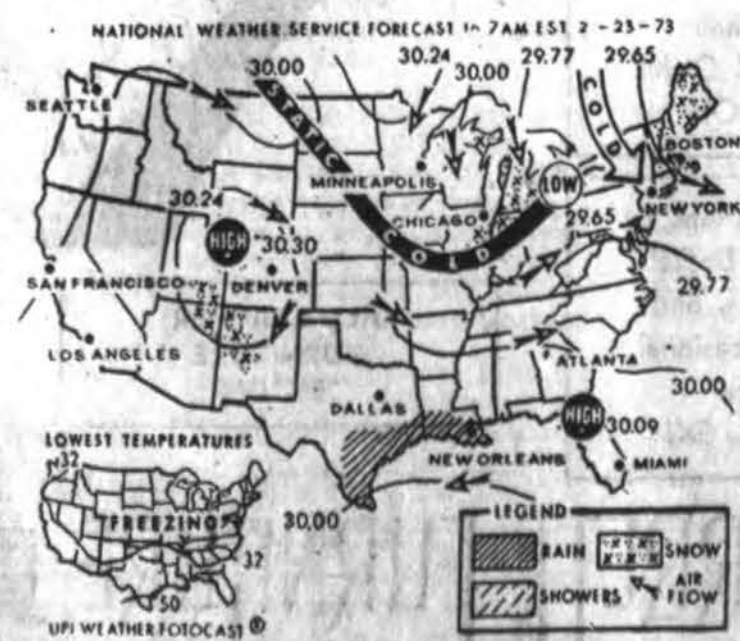 NATIONAL WEATHER SERVICE FORECAST to 7AM EST 2 - 23 - 73
30.00
30.24
30.00
29.77
29.65
SEATTLE
STATIC
COLD
BOSTON
MINNEAPOLIS
LOW
NEW YORK
30.24
CHICAGO
29.65
HIGH
30.30
COLD
SAN FRANCISCO
DENVER
29.77
LOS ANGELES
ATLANTA
30.00
DALLAS
HIGH
30.09
LOWEST TEMPERATURES
NEW ORLEANS
MIAMI
32
FREEZING
30.00
LEGEND
RAIN
SNOW
32
SHOWERS
AIR
FLOW
50
UPI WEATHER FOTOCAST ®